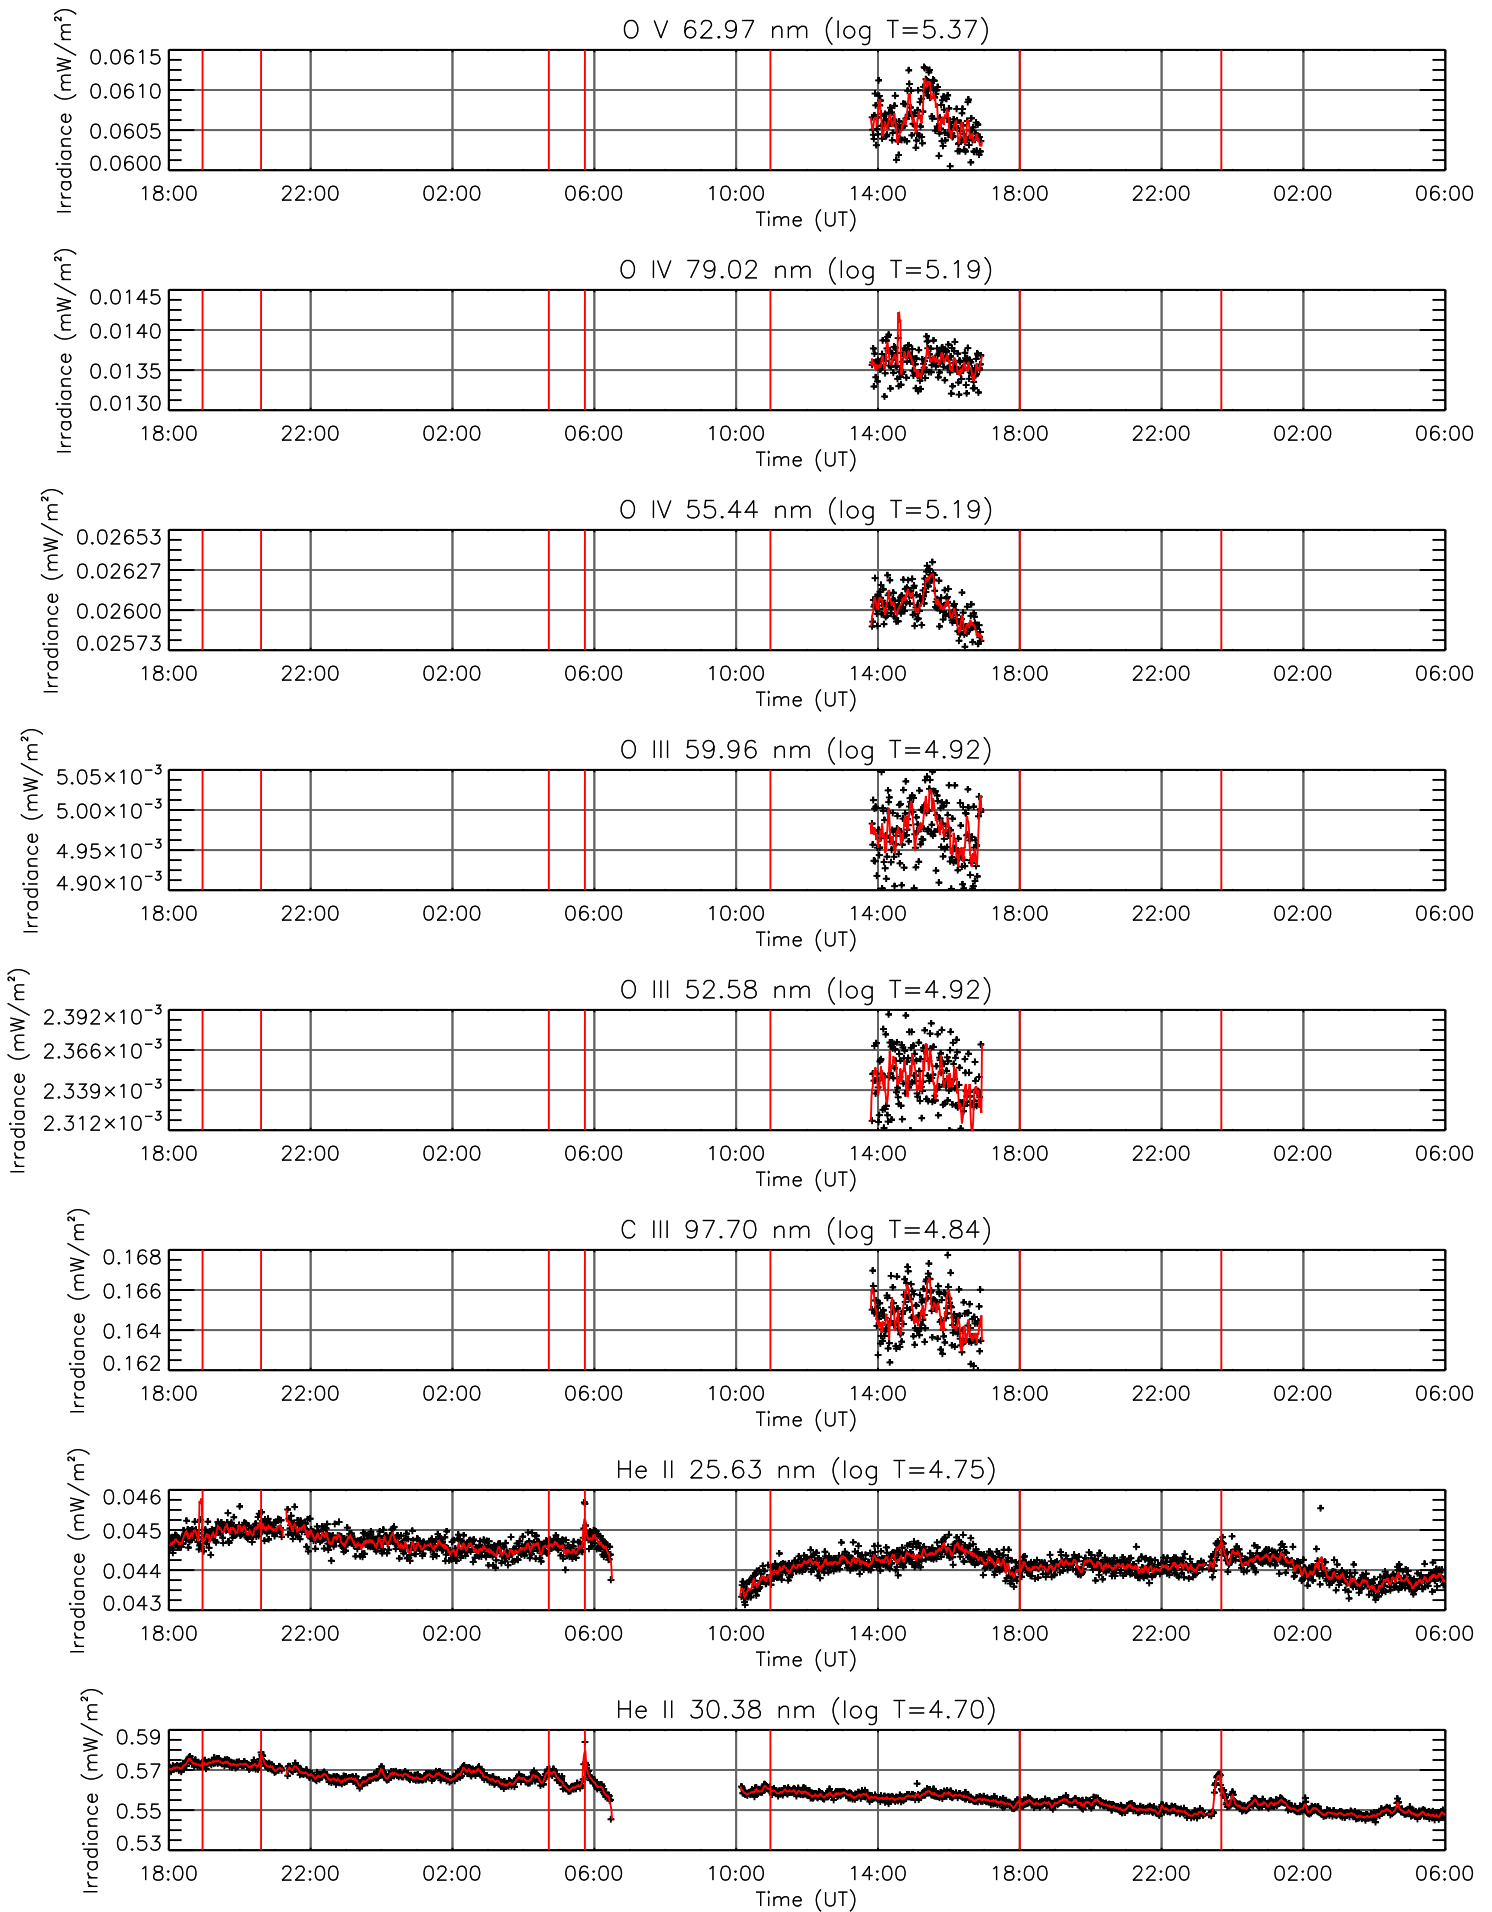 O V 62.97 nm (log T=5.37)
Irradiance (mW/m²)
0.0615
0.0610
0.0605
0.0600
18:00 22:00 02:00 06:00 10:00 14:00 18:00 22:00 02:00 06:00
Time (UT)
O IV 79.02 nm (log T=5.19)
Irradiance (mW/m²)
0.0145
0.0140
0.0135
0.0130
18:00 22:00 02:00 06:00 10:00 14:00 18:00 22:00 02:00 06:00
Time (UT)
O IV 55.44 nm (log T=5.19)
Irradiance (mW/m²)
0.02653
0.02627
0.02600
0.02573
18:00 22:00 02:00 06:00 10:00 14:00 18:00 22:00 02:00 06:00
Time (UT)
O III 59.96 nm (log T=4.92)
Irradiance (mW/m²)
5.05×10⁻³
5.00×10⁻³
4.95×10⁻³
4.90×10⁻³
18:00 22:00 02:00 06:00 10:00 14:00 18:00 22:00 02:00 06:00
Time (UT)
O III 52.58 nm (log T=4.92)
Irradiance (mW/m²)
2.392×10⁻³
2.366×10⁻³
2.339×10⁻³
2.312×10⁻³
18:00 22:00 02:00 06:00 10:00 14:00 18:00 22:00 02:00 06:00
Time (UT)
C III 97.70 nm (log T=4.84)
Irradiance (mW/m²)
0.168
0.166
0.164
0.162
18:00 22:00 02:00 06:00 10:00 14:00 18:00 22:00 02:00 06:00
Time (UT)
He II 25.63 nm (log T=4.75)
Irradiance (mW/m²)
0.046
0.045
0.044
0.043
18:00 22:00 02:00 06:00 10:00 14:00 18:00 22:00 02:00 06:00
Time (UT)
He II 30.38 nm (log T=4.70)
Irradiance (mW/m²)
0.59
0.57
0.55
0.53
18:00 22:00 02:00 06:00 10:00 14:00 18:00 22:00 02:00 06:00
Time (UT)